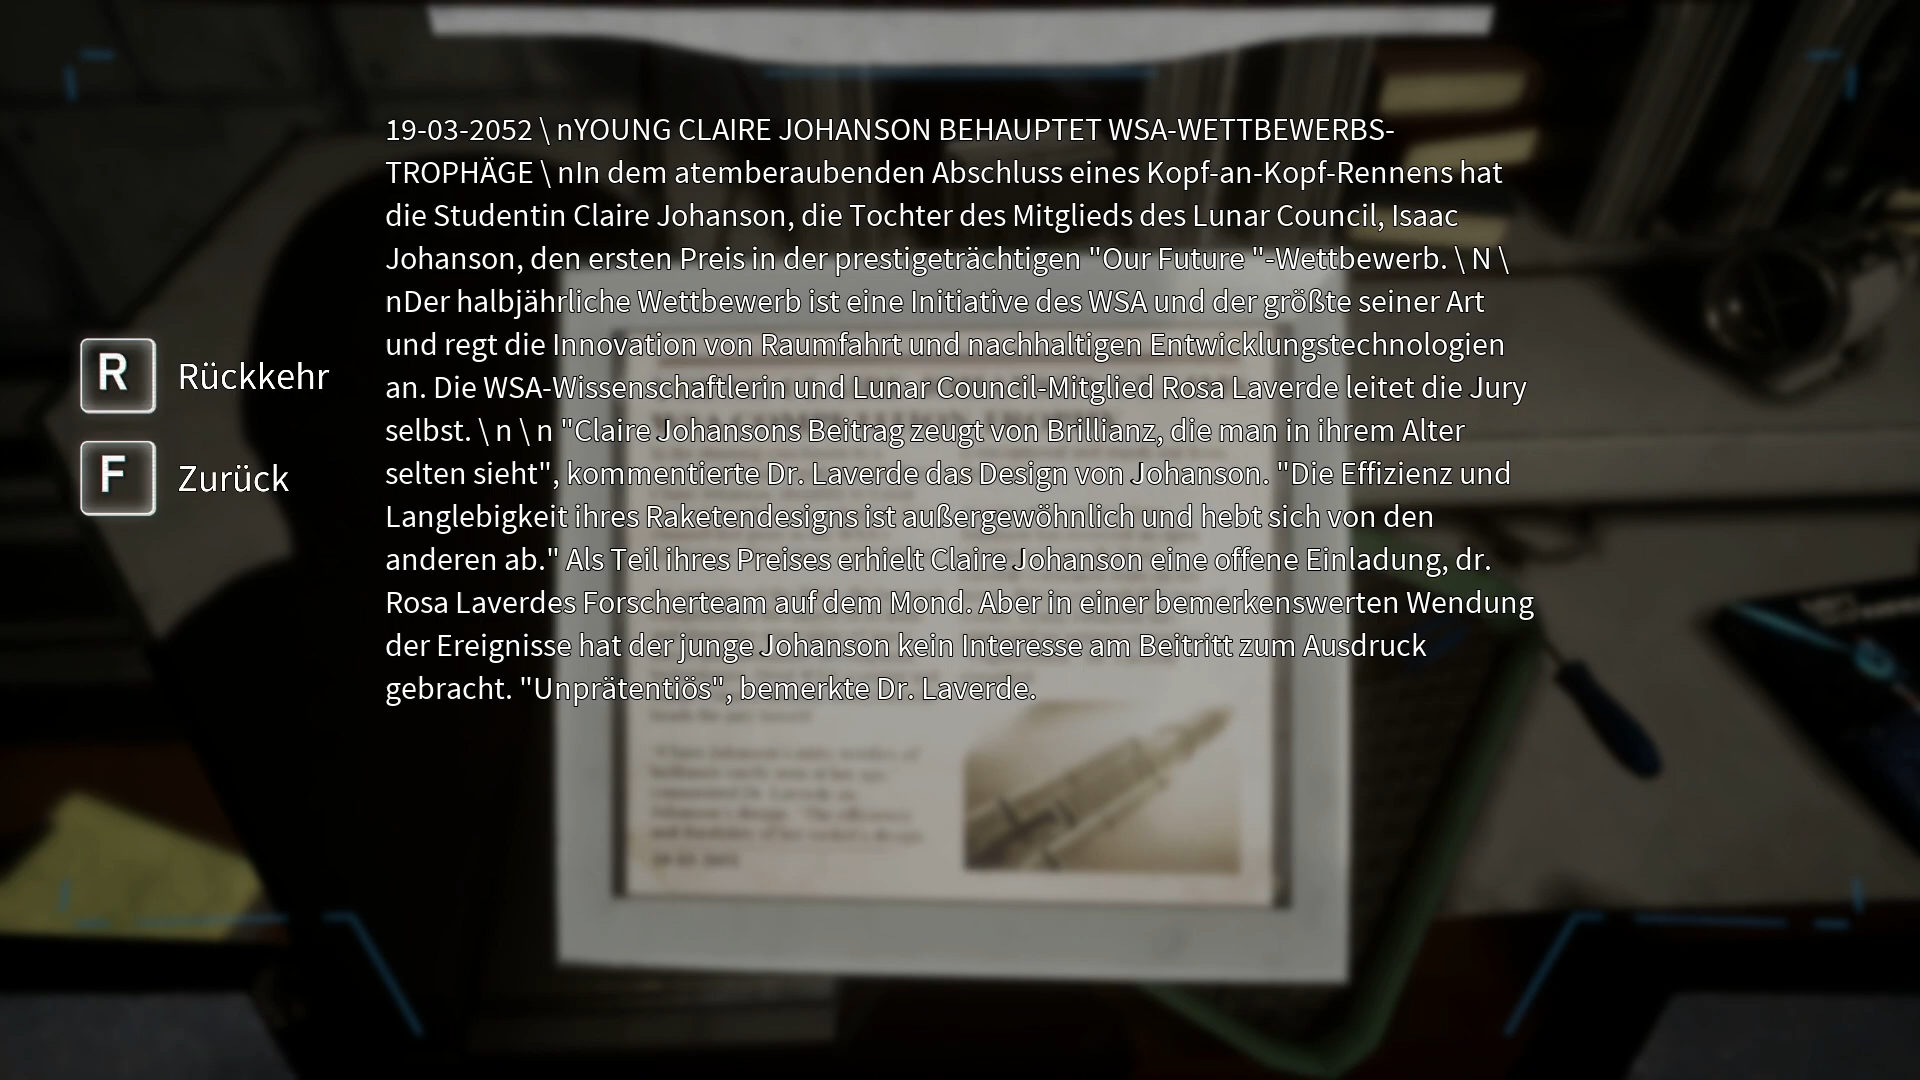 19-03-2052 \ nYOUNG CLAIRE JOHANSON BEHAUPTET WSA-WETTBEWERBS-
TROPHÄGE \ nIn dem atemberaubenden Abschluss eines Kopf-an-Kopf-Rennens hat
die Studentin Claire Johanson, die Tochter des Mitglieds des Lunar Council, Isaac
Johanson, den ersten Preis in der prestigeträchtigen "Our Future "-Wettbewerb. \ N \
nDer halbjährliche Wettbewerb ist eine Initiative des WSA und der größte seiner Art
und regt die Innovation von Raumfahrt und nachhaltigen Entwicklungstechnologien
an. Die WSA-Wissenschaftlerin und Lunar Council-Mitglied Rosa Laverde leitet die Jury
selbst. \ n \ n "Claire Johansons Beitrag zeugt von Brillianz, die man in ihrem Alter
selten sieht", kommentierte Dr. Laverde das Design von Johanson. "Die Effizienz und
Langlebigkeit ihres Raketendesigns ist außergewöhnlich und hebt sich von den
anderen ab." Als Teil ihres Preises erhielt Claire Johanson eine offene Einladung, dr.
Rosa Laverdes Forscherteam auf dem Mond. Aber in einer bemerkenswerten Wendung
der Ereignisse hat der junge Johanson kein Interesse am Beitritt zum Ausdruck
gebracht. "Unprätentiös", bemerkte Dr. Laverde.
R Rückkehr
F Zurück